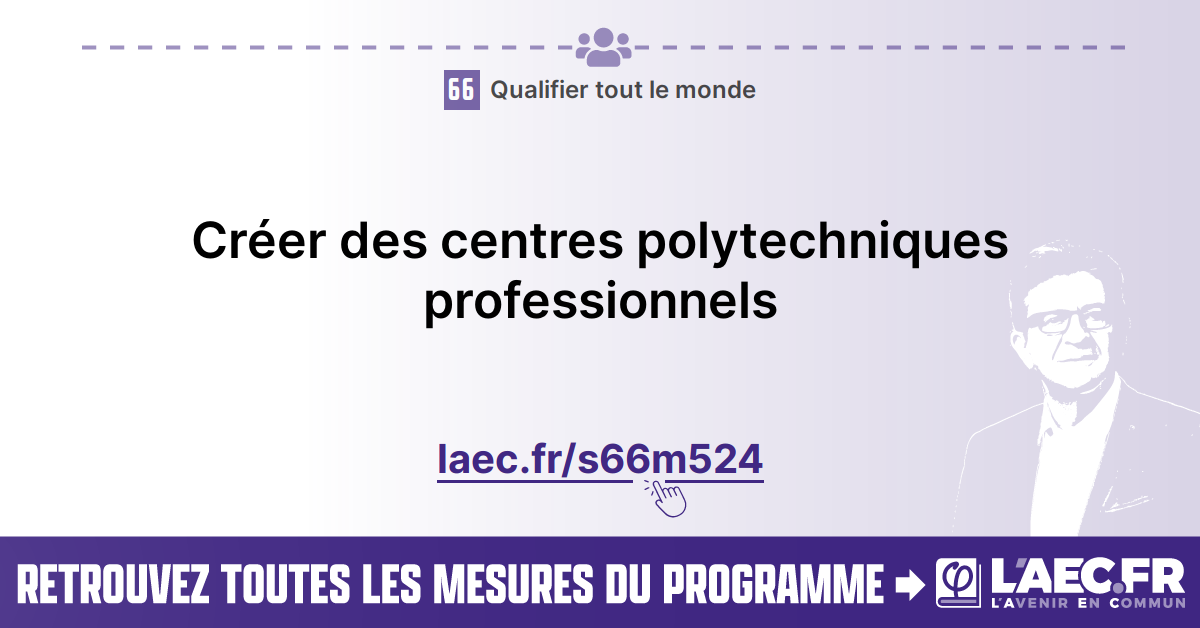 66 Qualifier tout le monde
Créer des centres polytechniques
professionnels
laec.fr/s66m524
RETROUVEZ TOUTES LES MESURES DU PROGRAMME
φ L'AEC.FR
L'AVENIR EN COMMUN